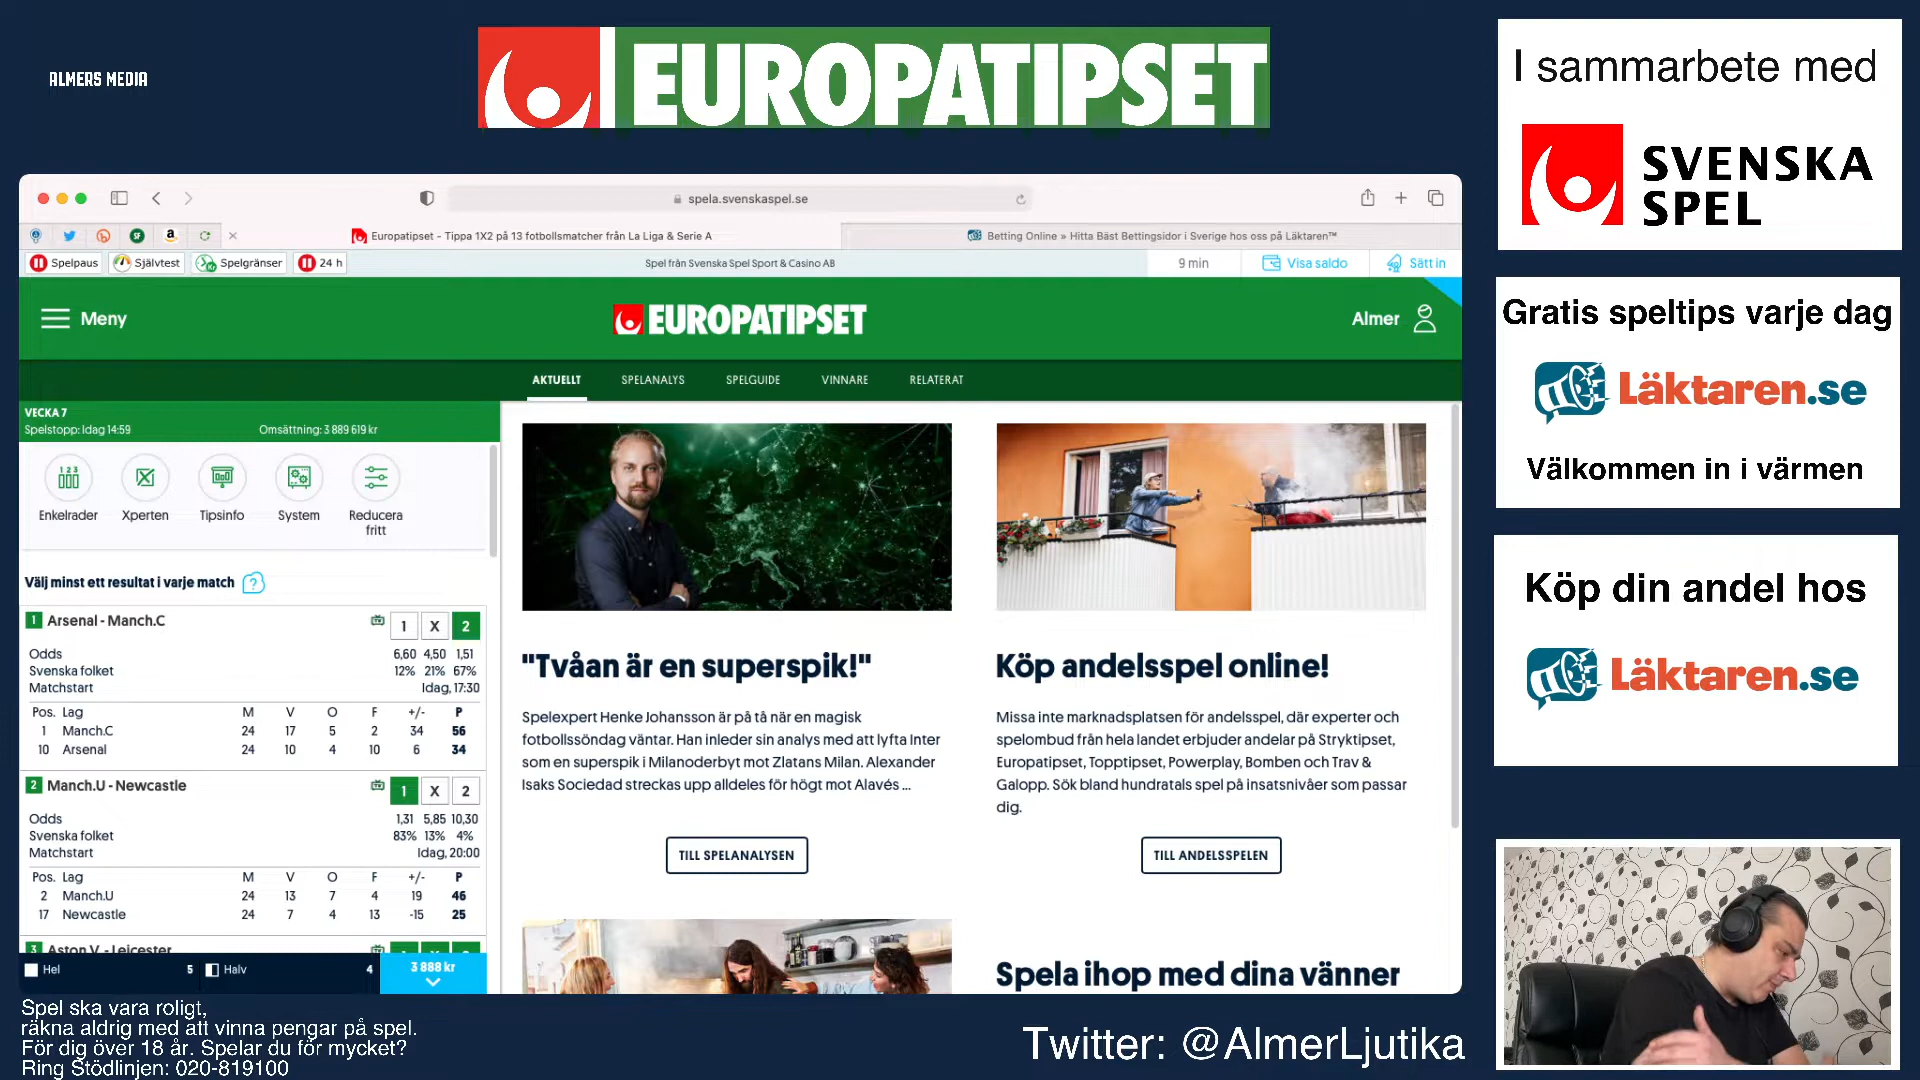 ALMERS MEDIA
EUROPATIPSET
I sammarbete med
SVENSKA
SPEL
spela.svenskaspel.se
Europatipset - Tippa 1X2 på 13 fotbollsmatcher från La Liga & Serie A
Betting Online » Hitta Bäst Bettingsidor i Sverige hos oss på Läktaren™
Spelpaus
Självtest
Spelgränser
24 h
Spel från Svenska Spel Sport & Casino AB
9 min
Visa saldo
Sätt in
Meny
EUROPATIPSET
Almer
AKTUELLT
SPELANALYS
SPELGUIDE
VINNARE
RELATERAT
VECKA 7
Spelstopp: Idag 14:59
Omsättning: 3 889 619 kr
1 2 3
Enkelrader
Xperten
Tipsinfo
System
Reducera
fritt
Välj minst ett resultat i varje match ?
1 Arsenal - Manch.C 1 X 2
Odds 6,60 4,50 1,51
Svenska folket 12% 21% 67%
Matchstart Idag, 17:30
Pos. Lag M V O F +/- P
1 Manch.C 24 17 5 2 34 56
10 Arsenal 24 10 4 10 6 34
2 Manch.U - Newcastle 1 X 2
Odds 1,31 5,85 10,30
Svenska folket 83% 13% 4%
Matchstart Idag, 20:00
Pos. Lag M V O F +/- P
2 Manch.U 24 13 7 4 19 46
17 Newcastle 24 7 4 13 -15 25
3 Aston V. - Leicester
Hel 5 Halv 4
3 888 kr
"Tvåan är en superspik!"
Spelexpert Henke Johansson är på tå när en magisk
fotbollssöndag väntar. Han inleder sin analys med att lyfta Inter
som en superspik i Milanoderbyt mot Zlatans Milan. Alexander
Isaks Sociedad streckas upp alldeles för högt mot Alavés ...
TILL SPELANALYSEN
Köp andelsspel online!
Missa inte marknadsplatsen för andelsspel, där experter och
spelombud från hela landet erbjuder andelar på Stryktipset,
Europatipset, Topptipset, Powerplay, Bomben och Trav &
Galopp. Sök bland hundratals spel på insatsnivåer som passar
dig.
TILL ANDELSSPELEN
Spela ihop med dina vänner
Gratis speltips varje dag
Läktaren.se
Välkommen in i värmen
Köp din andel hos
Läktaren.se
Spel ska vara roligt,
räkna aldrig med att vinna pengar på spel.
För dig över 18 år. Spelar du för mycket?
Ring Stödlinjen: 020-819100
Twitter: @AlmerLjutika